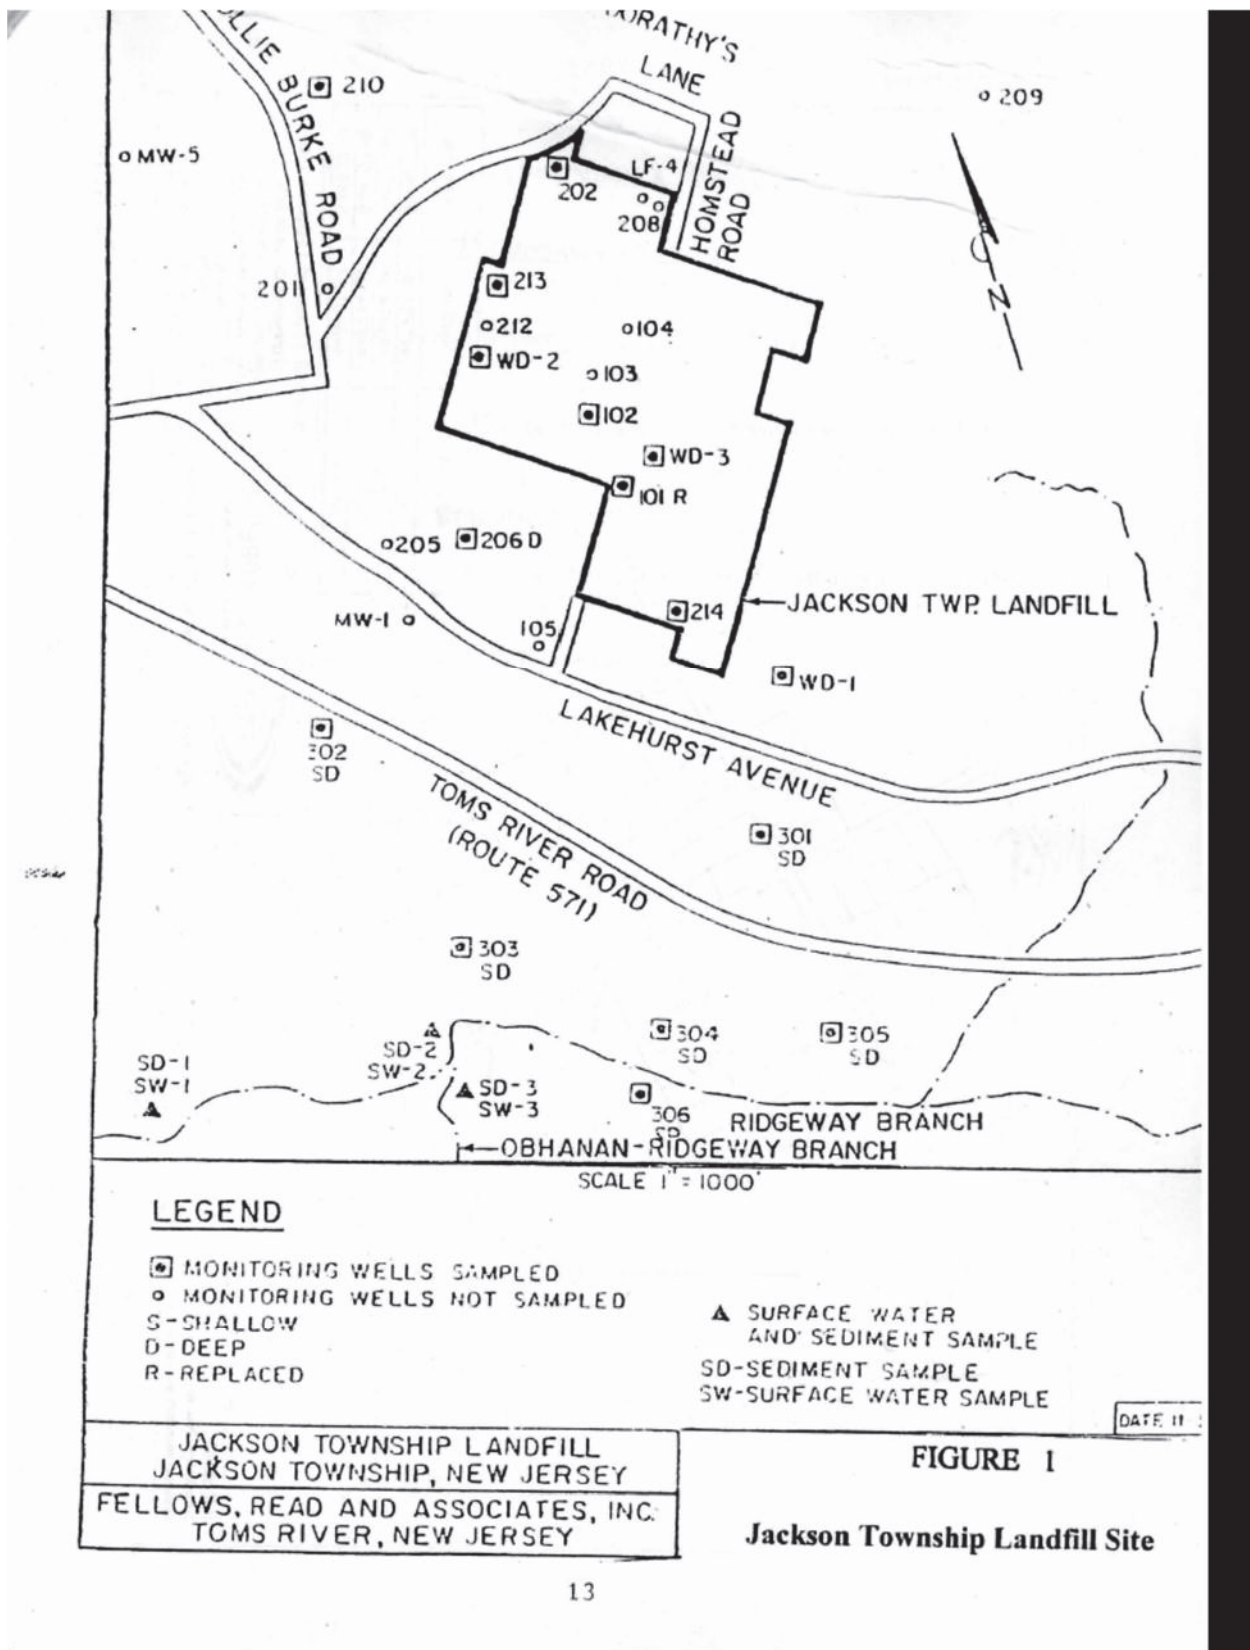 LANE
210
209
MW-5
BURKE
ROAD
HOMSTEAD
ROAD
LF-4
202
208
201
213
212
104
WD-2
103
102
WD-3
101 R
205
206 D
JACKSON TWP. LANDFILL
214
MW-1
105
WD-1
LAKEHURST AVENUE
302
SD
TOMS RIVER ROAD
(ROUTE 571)
301
SD
303
SD
304
SD
305
SD
SD-1
SW-1
SD-2
SW-2
SD-3
SW-3
306
SD
RIDGEWAY BRANCH
OBHANAN-RIDGEWAY BRANCH
N
SCALE 1" = 1000'
LEGEND
MONITORING WELLS SAMPLED
MONITORING WELLS NOT SAMPLED
S-SHALLOW
D-DEEP
R-REPLACED
SURFACE WATER
AND SEDIMENT SAMPLE
SD-SEDIMENT SAMPLE
SW-SURFACE WATER SAMPLE
DATE 11
JACKSON TOWNSHIP LANDFILL
JACKSON TOWNSHIP, NEW JERSEY
FELLOWS, READ AND ASSOCIATES, INC.
TOMS RIVER, NEW JERSEY
FIGURE 1
Jackson Township Landfill Site
13